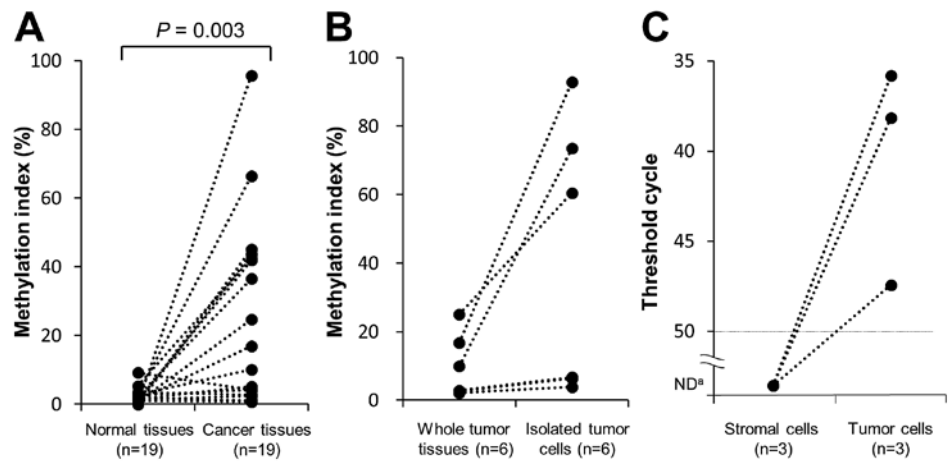 A
P = 0.003
Methylation index (%)
100
80
60
40
20
0
Normal tissues
(n=19)
Cancer tissues
(n=19)
B
Methylation index (%)
100
80
60
40
20
0
Whole tumor
tissues (n=6)
Isolated tumor
cells (n=6)
C
Threshold cycle
35
40
45
50
NDª
Stromal cells
(n=3)
Tumor cells
(n=3)